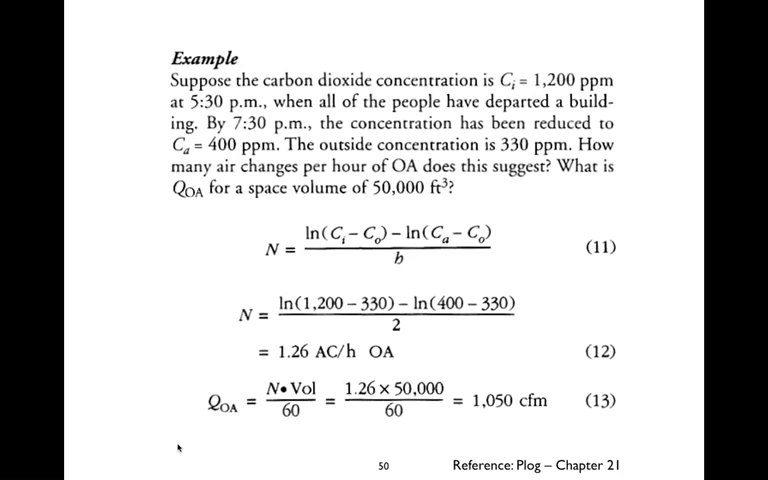 Example
Suppose the carbon dioxide concentration is Cᵢ = 1,200 ppm
at 5:30 p.m., when all of the people have departed a build-
ing. By 7:30 p.m., the concentration has been reduced to
Cₐ = 400 ppm. The outside concentration is 330 ppm. How
many air changes per hour of OA does this suggest? What is
Q_OA for a space volume of 50,000 ft³?
N = (ln(Cᵢ – Cₒ) – ln(Cₐ – Cₒ)) / h (11)
N = (ln(1,200 – 330) – ln(400 – 330)) / 2
= 1.26 AC/h OA (12)
Q_OA = N•Vol / 60 = 1.26 × 50,000 / 60 = 1,050 cfm (13)
50 Reference: Plog – Chapter 21